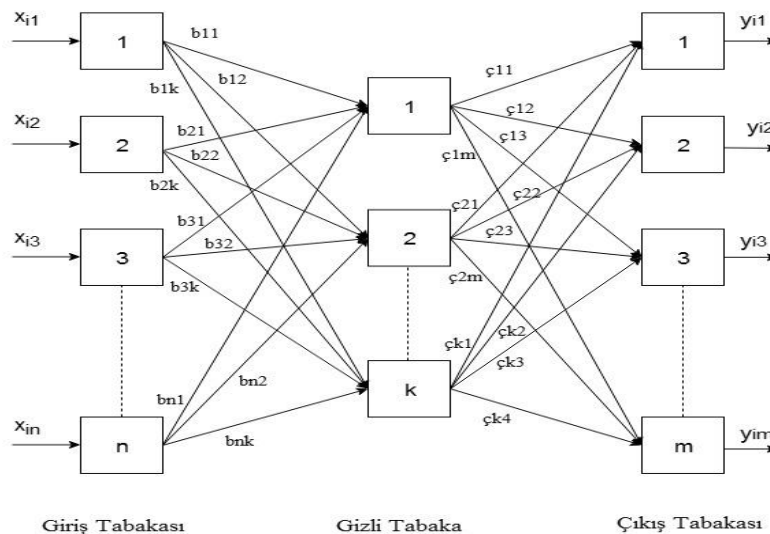 xi1
1
b11
b12
b1k
xi2
2
b21
b22
b2k
xi3
3
b31
b32
b3k
xin
n
bn1
bn2
bnk
1
2
k
ç11
ç12
ç13
ç1m
ç21
ç22
ç23
ç2m
çk1
çk2
çk3
çk4
1
yi1
2
yi2
3
yi3
m
yim
Giriş Tabakası
Gizli Tabaka
Çıkış Tabakası